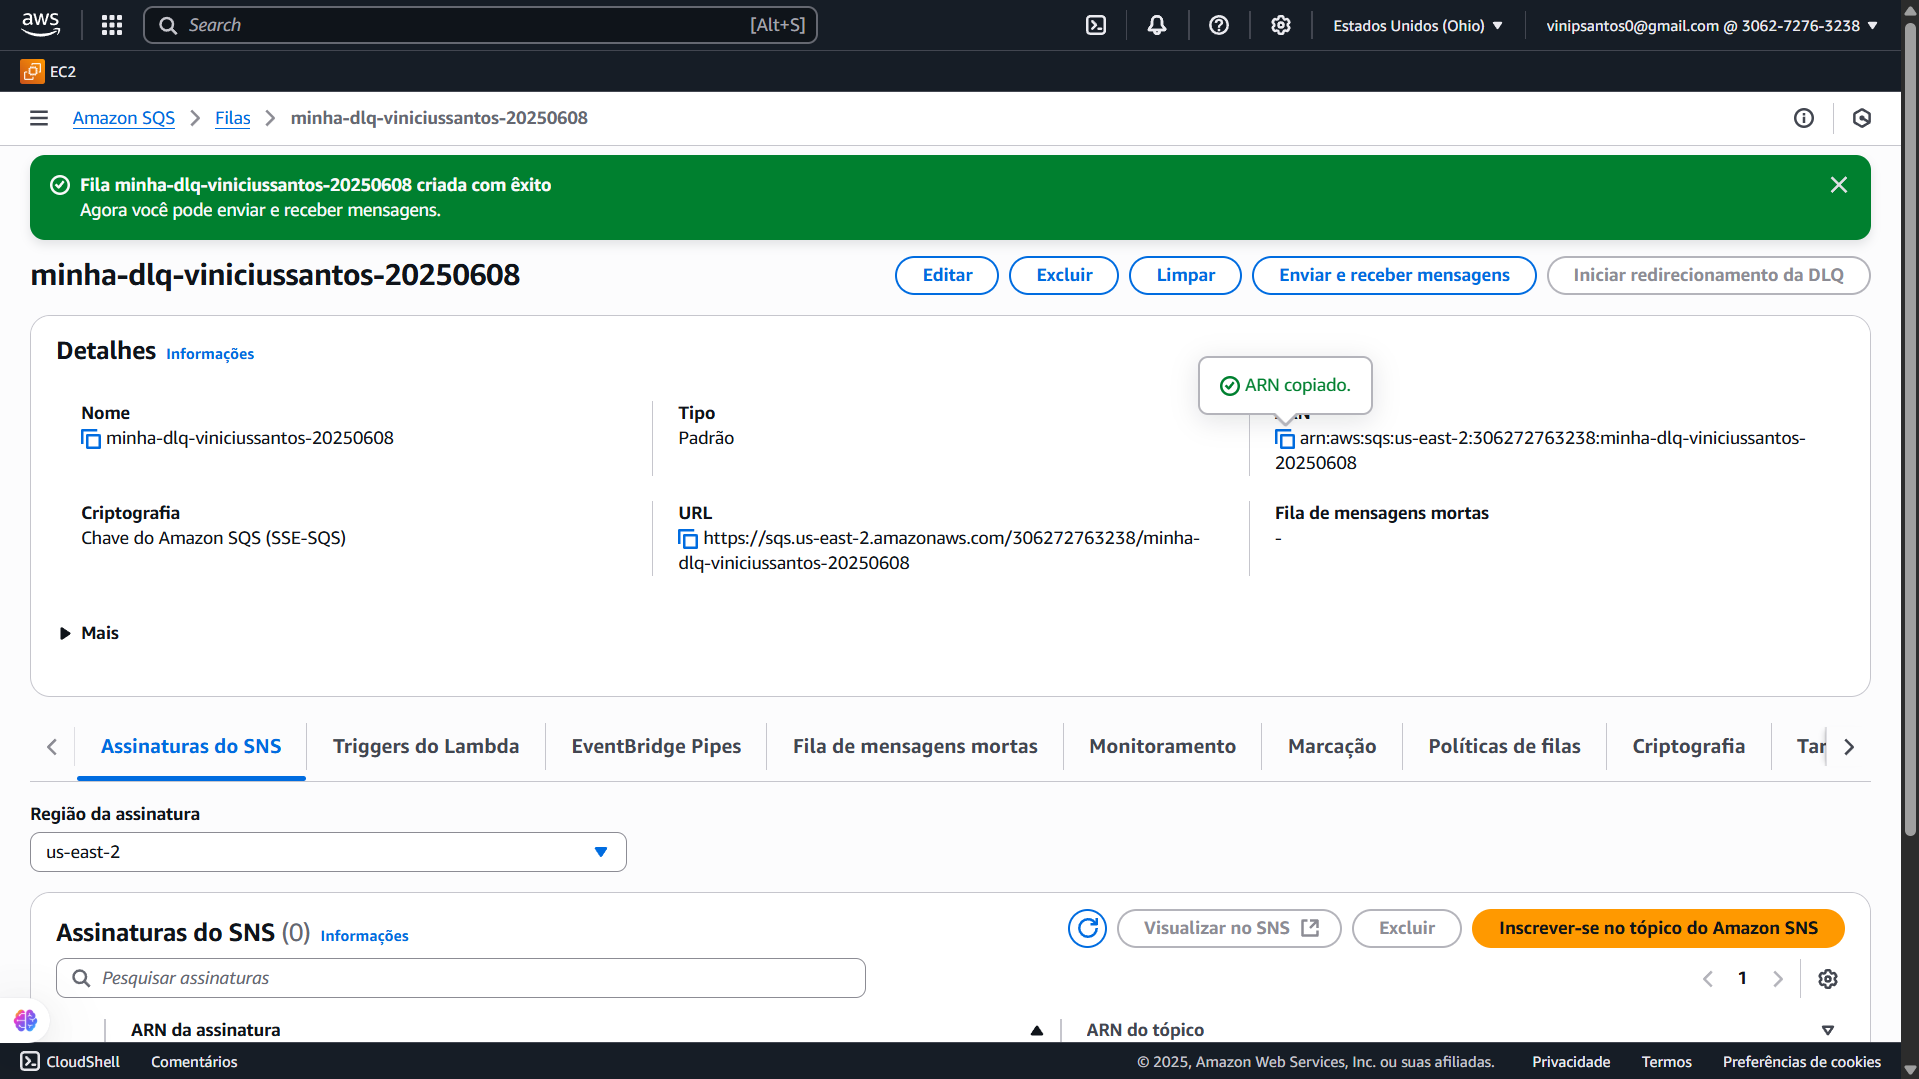 aws
Search
[Alt+S]
Estados Unidos (Ohio)
vinipsantos0@gmail.com @ 3062-7276-3238
EC2
Amazon SQS
Filas
minha-dlq-viniciussantos-20250608
Fila minha-dlq-viniciussantos-20250608 criada com êxito
Agora você pode enviar e receber mensagens.
minha-dlq-viniciussantos-20250608
Editar
Excluir
Limpar
Enviar e receber mensagens
Iniciar redirecionamento da DLQ
Detalhes
Informações
ARN copiado.
Nome
minha-dlq-viniciussantos-20250608
Tipo
Padrão
arn:aws:sqs:us-east-2:306272763238:minha-dlq-viniciussantos-
20250608
Criptografia
Chave do Amazon SQS (SSE-SQS)
URL
https://sqs.us-east-2.amazonaws.com/306272763238/minha-
dlq-viniciussantos-20250608
Fila de mensagens mortas
-
Mais
Assinaturas do SNS
Triggers do Lambda
EventBridge Pipes
Fila de mensagens mortas
Monitoramento
Marcação
Políticas de filas
Criptografia
Região da assinatura
us-east-2
Assinaturas do SNS (0)
Informações
Visualizar no SNS
Excluir
Inscrever-se no tópico do Amazon SNS
Pesquisar assinaturas
1
ARN da assinatura
ARN do tópico
CloudShell
Comentários
© 2025, Amazon Web Services, Inc. ou suas afiliadas.
Privacidade
Termos
Preferências de cookies